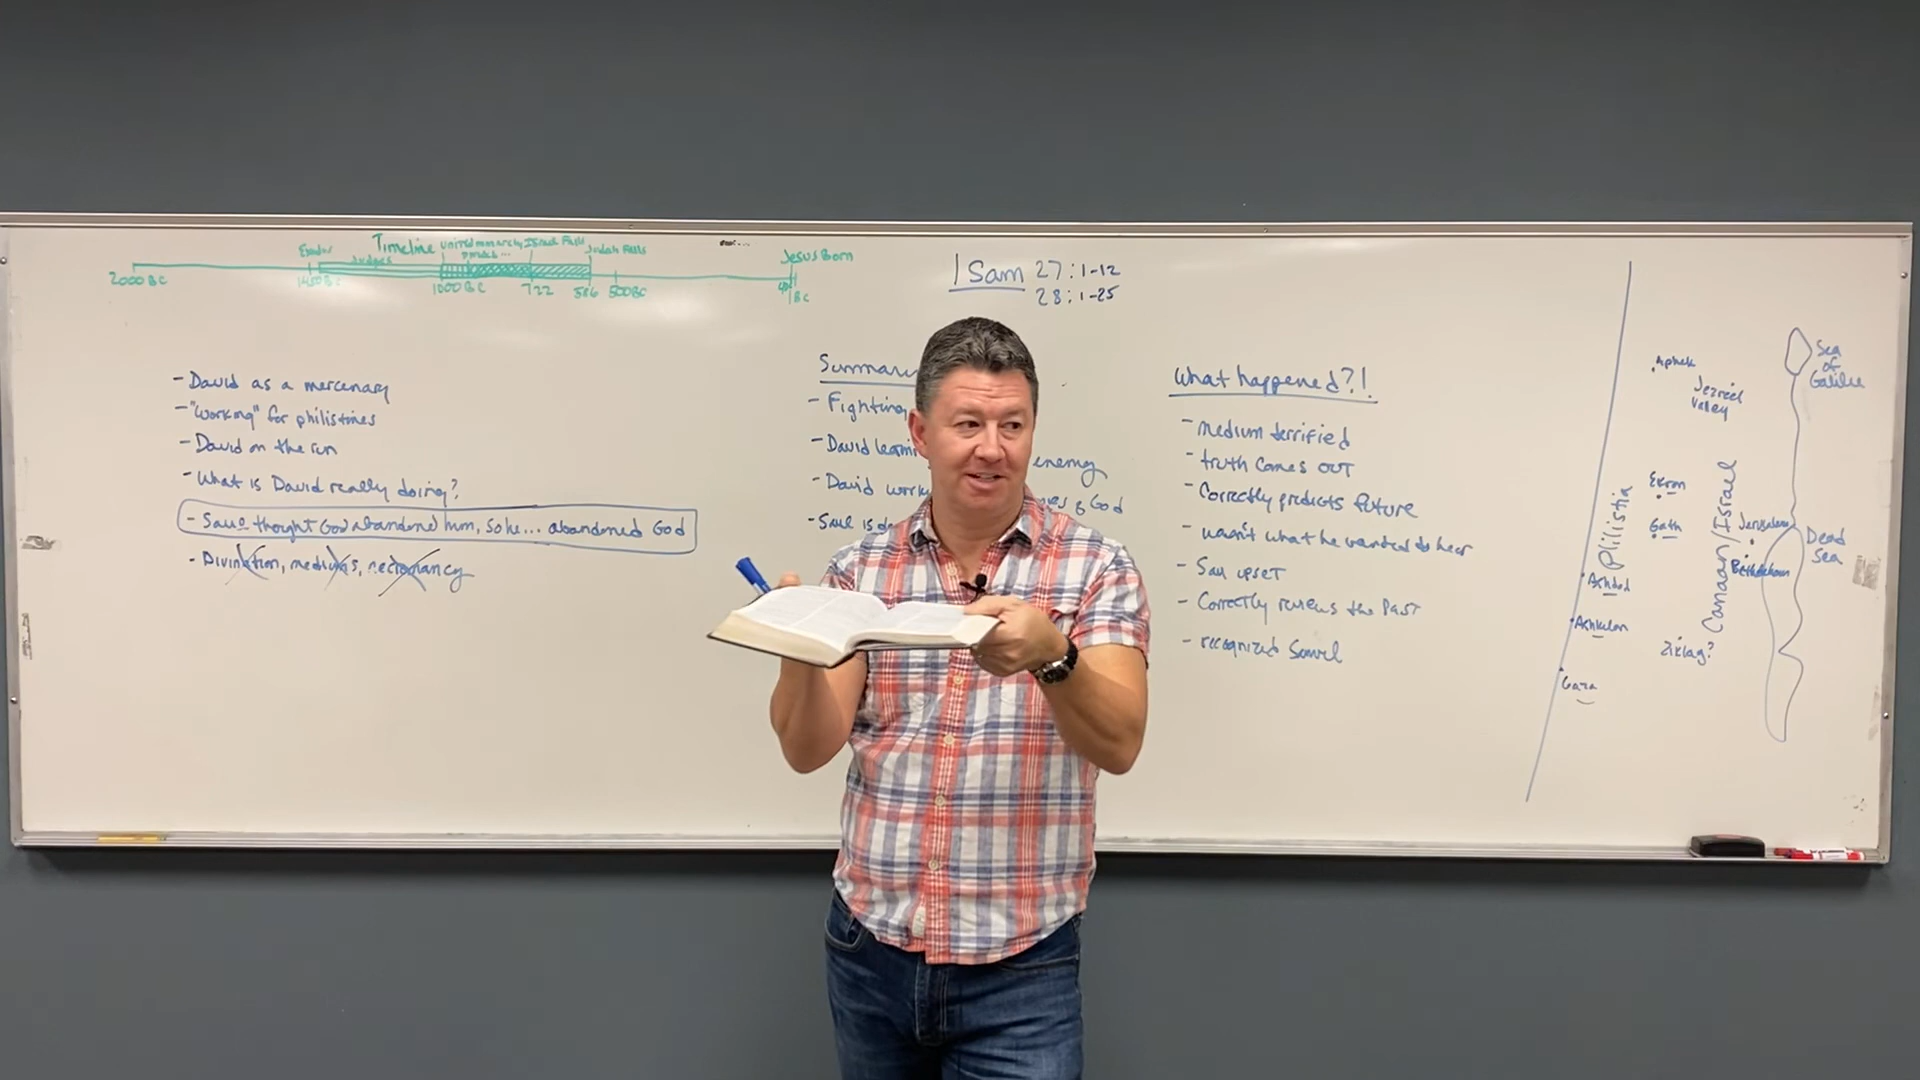 Timeline
Exodus
Judges
united monarchy
Israel Falls
Judah Falls
Jesus Born
2000 BC
1450 BC
1000 BC
722
586
500 BC
1 BC
1 Sam 27:1-12
28:1-25
- David as a mercenary
- "working" for philistines
- David on the run
- What is David really doing?
- Saul thought God abandoned him, so he... abandoned God
- Divination, mediums, necromancy
Summary
- Fighting
- David learni enemy
- David work & God
- Saul is de
What happened?!
- medium terrified
- truth comes out
- Correctly predicts future
- wasn't what he wanted to hear
- Saul upset
- Correctly reviews the past
- recognized Samuel
Aphek
Jezreel
Valley
Sea
of
Galilee
Ekron
Gath
Philistia
Canaan/Israel
Jerusalem
Bethlehem
Dead
Sea
Ashdod
Ashkelon
Ziklag?
Gaza